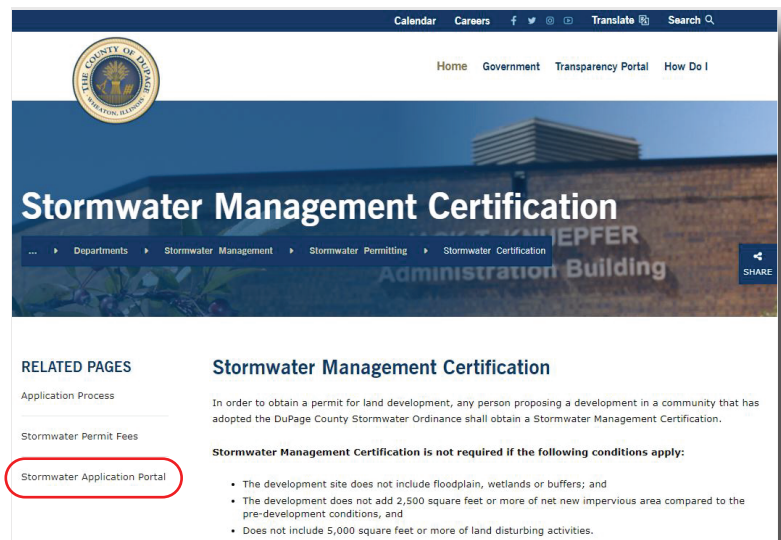 Calendar Careers Translate Search
THE COUNTY OF DUPAGE
WHEATON, ILLINOIS
Home Government Transparency Portal How Do I
Stormwater Management Certification
JACK T. KNUEPFER
Administration Building
... Departments Stormwater Management Stormwater Permitting Stormwater Certification
SHARE
RELATED PAGES
Application Process
Stormwater Permit Fees
Stormwater Application Portal
Stormwater Management Certification
In order to obtain a permit for land development, any person proposing a development in a community that has
adopted the DuPage County Stormwater Ordinance shall obtain a Stormwater Management Certification.
Stormwater Management Certification is not required if the following conditions apply:
• The development site does not include floodplain, wetlands or buffers; and
• The development does not add 2,500 square feet or more of net new impervious area compared to the
pre-development conditions, and
• Does not include 5,000 square feet or more of land disturbing activities.